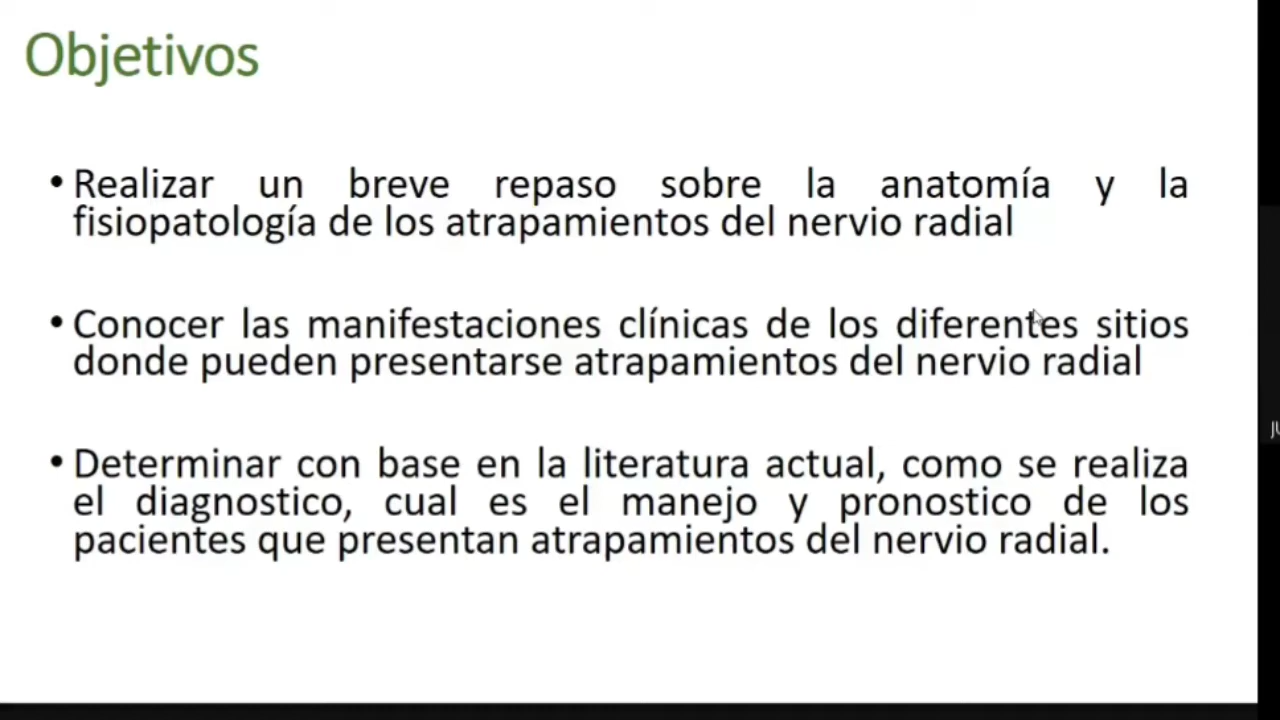 Objetivos
• Realizar un breve repaso sobre la anatomía y la
fisiopatología de los atrapamientos del nervio radial
• Conocer las manifestaciones clínicas de los diferentes sitios
donde pueden presentarse atrapamientos del nervio radial
• Determinar con base en la literatura actual, como se realiza
el diagnostico, cual es el manejo y pronostico de los
pacientes que presentan atrapamientos del nervio radial.